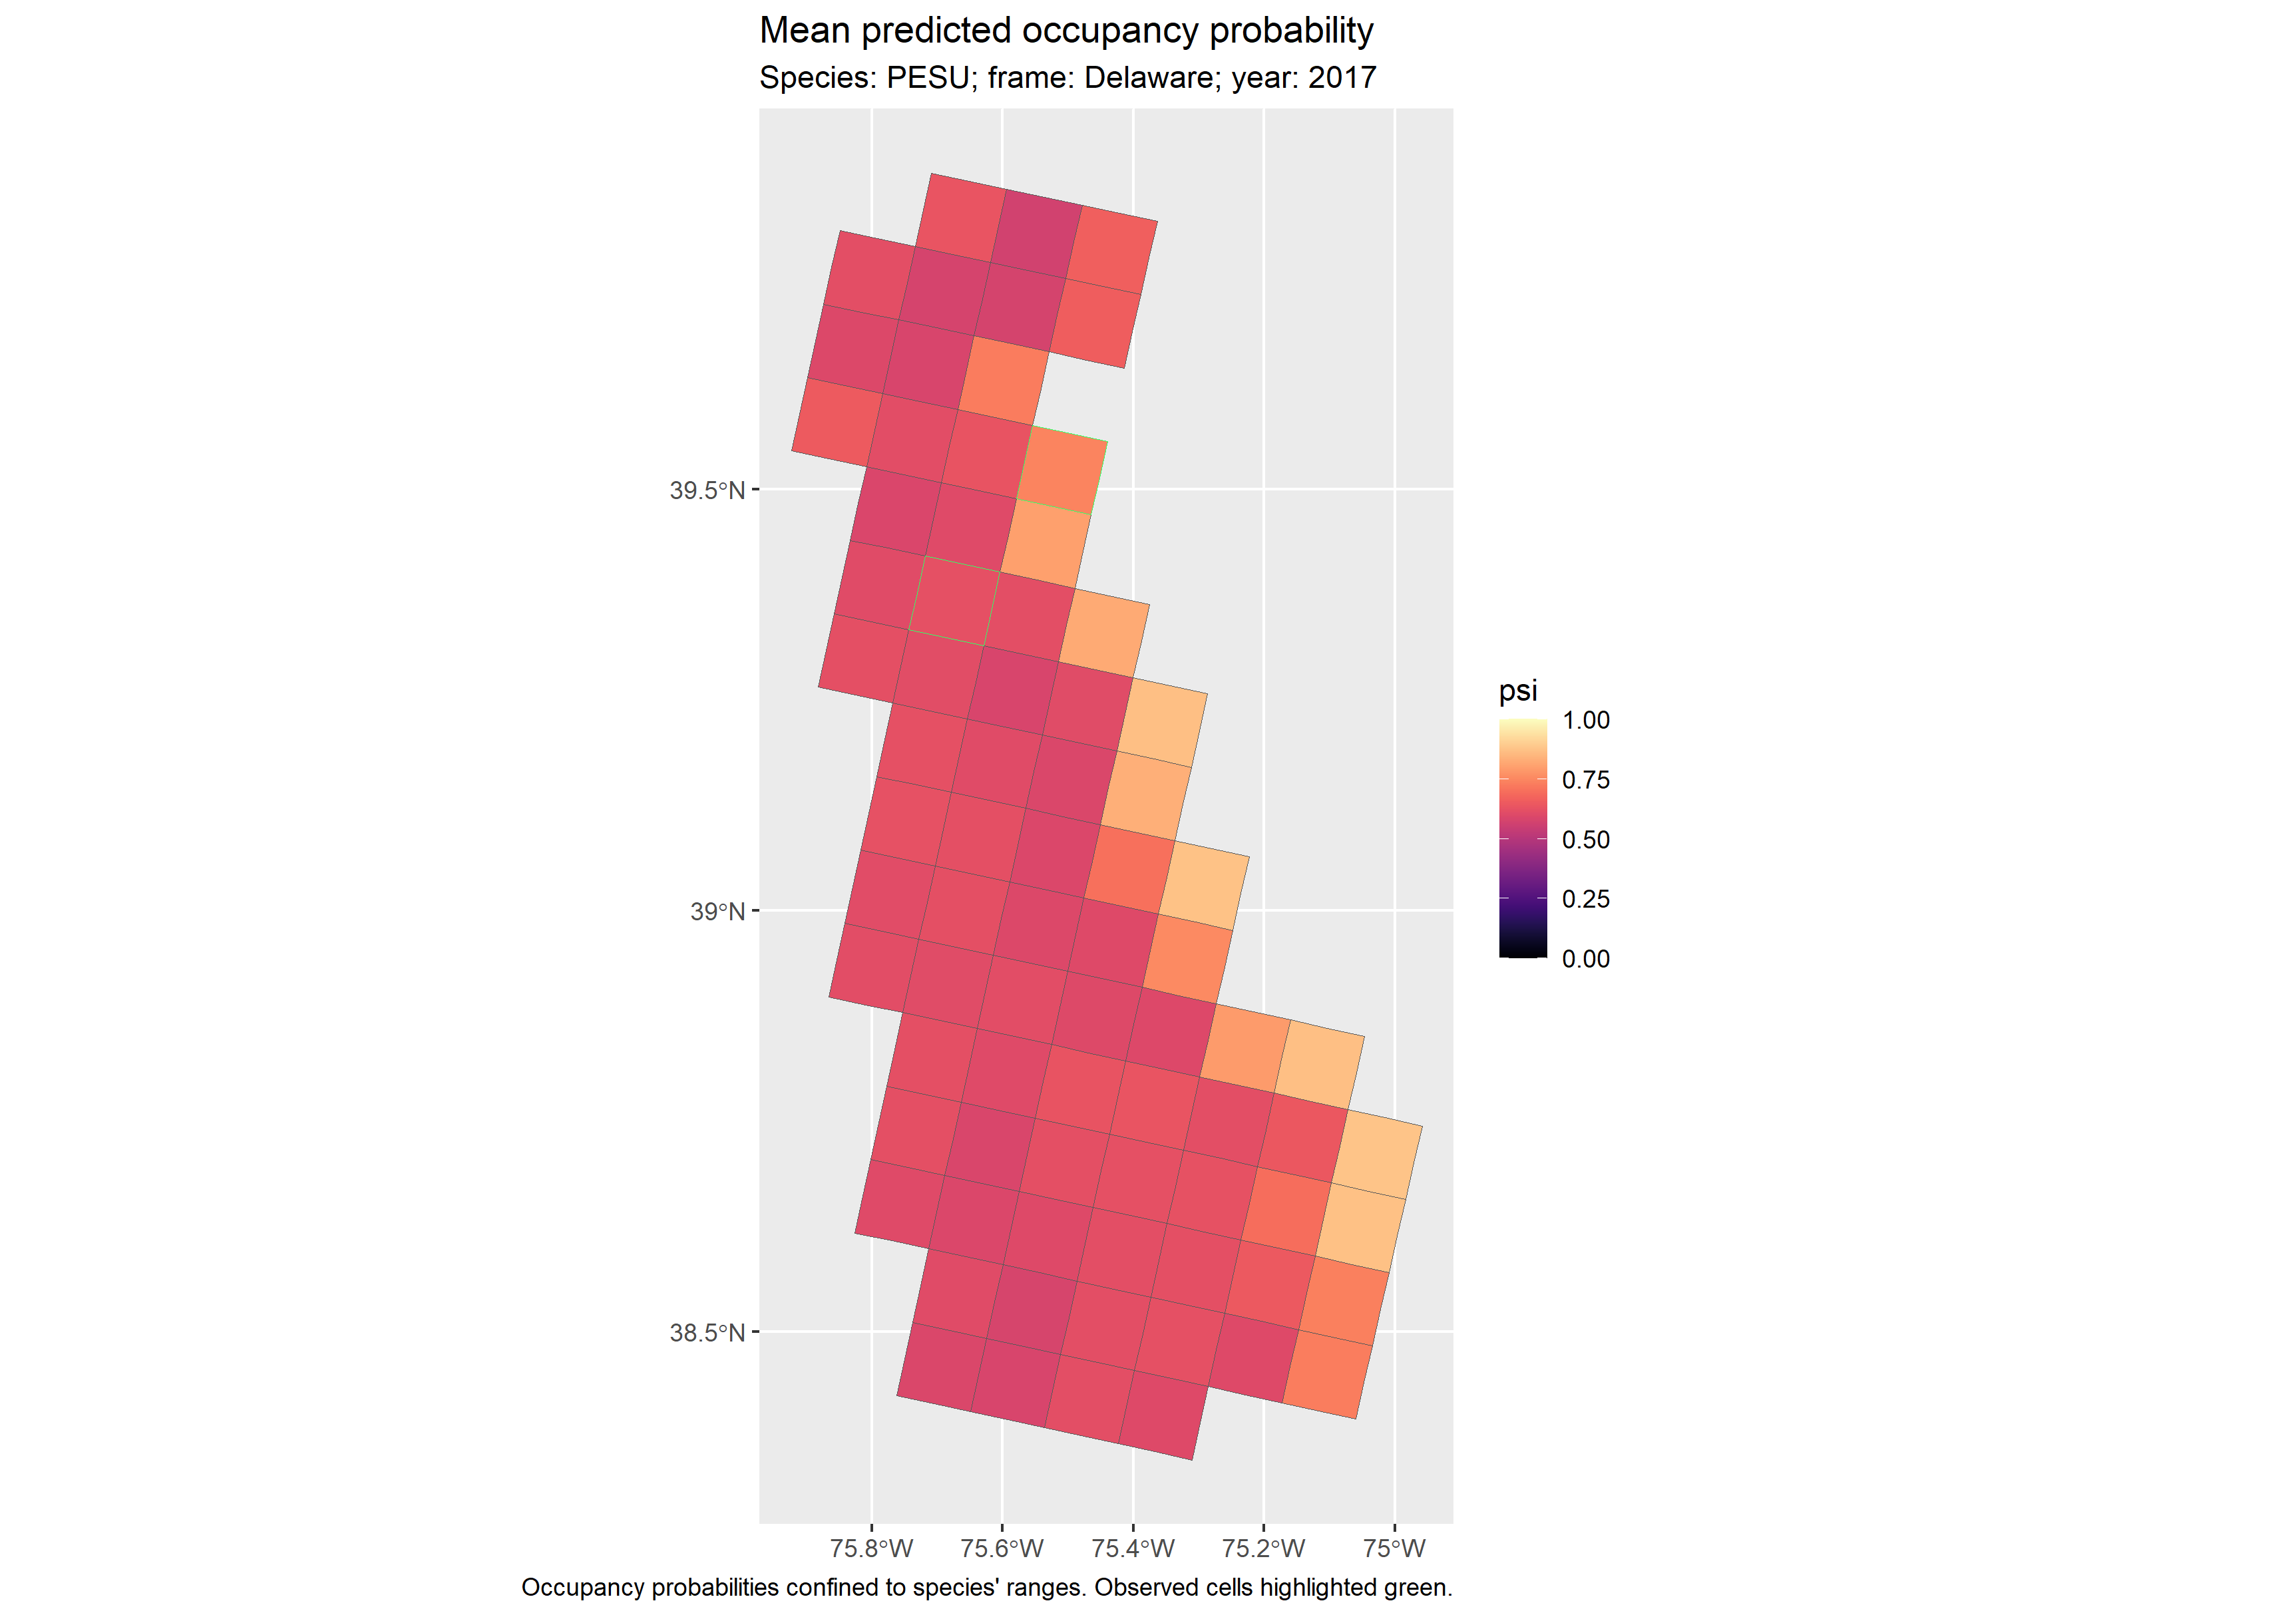 Mean predicted occupancy probability
Species: PESU; frame: Delaware; year: 2017
39.5°N
39°N
38.5°N
75.8°W
75.6°W
75.4°W
75.2°W
75°W
psi
1.00
0.75
0.50
0.25
0.00
Occupancy probabilities confined to species' ranges. Observed cells highlighted green.